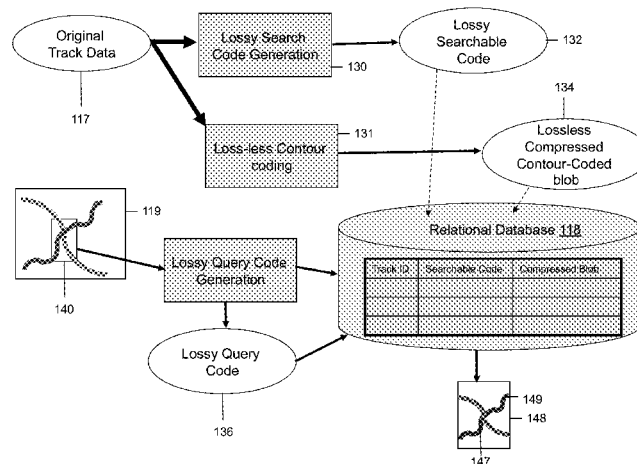 Original
Track Data
117
Lossy Search
Code Generation
130
Lossy
Searchable
Code
132
131
Loss-less Contour
coding
134
Lossless
Compressed
Contour-Coded
blob
119
140
Lossy Query Code
Generation
Lossy Query
Code
136
Relational Database 118
Track ID Searchable Code Compressed Blob
149
148
147